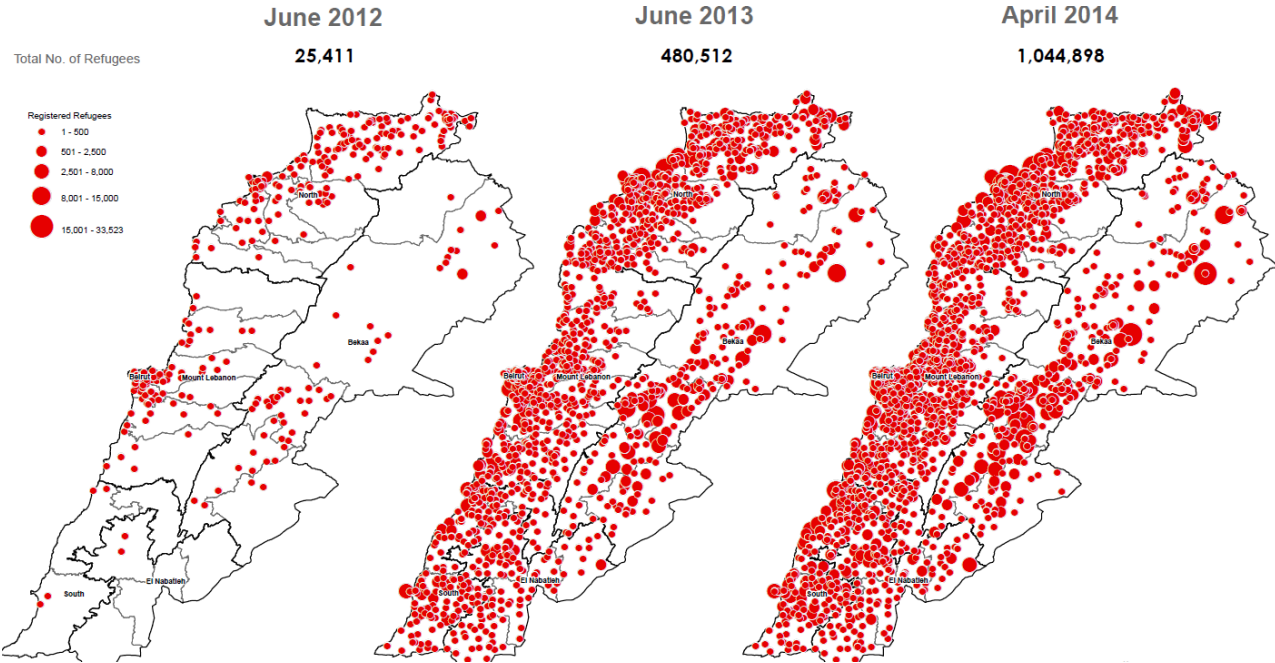 June 2012 June 2013 April 2014
Total No. of Refugees 25,411 480,512 1,044,898
Registered Refugees
1 - 500
501 - 2,500
2,501 - 8,000
8,001 - 15,000
15,001 - 33,523
North North North
Bekaa Bekaa Bekaa
Beirut Mount Lebanon Beirut Mount Lebanon Beirut Mount Lebanon
El Nabatieh El Nabatieh El Nabatieh
South South South